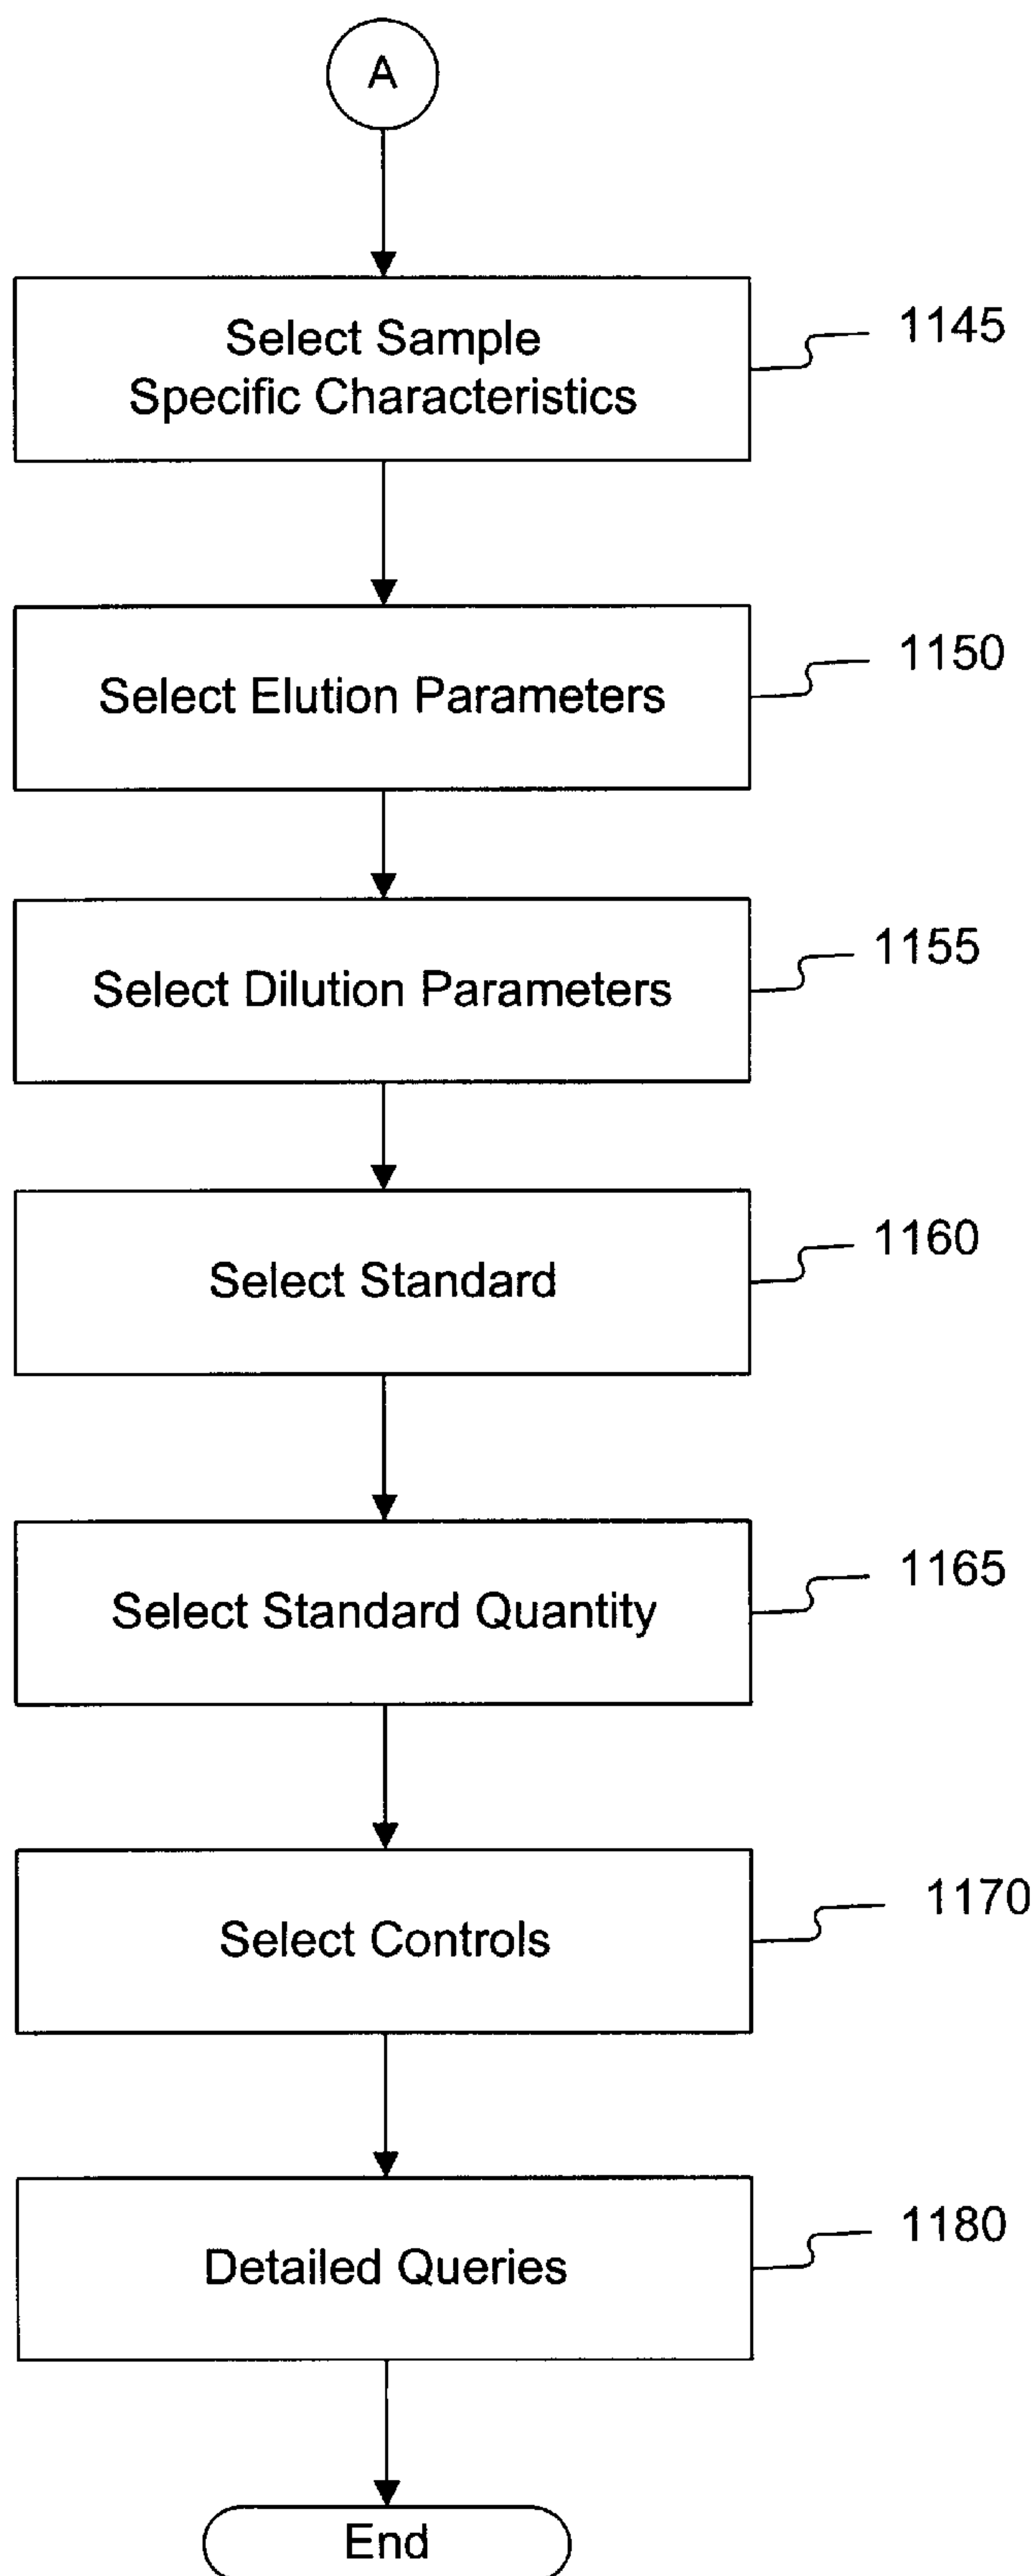 A
Select Sample
Specific Characteristics
1145
Select Elution Parameters
1150
Select Dilution Parameters
1155
Select Standard
1160
Select Standard Quantity
1165
Select Controls
1170
Detailed Queries
1180
End